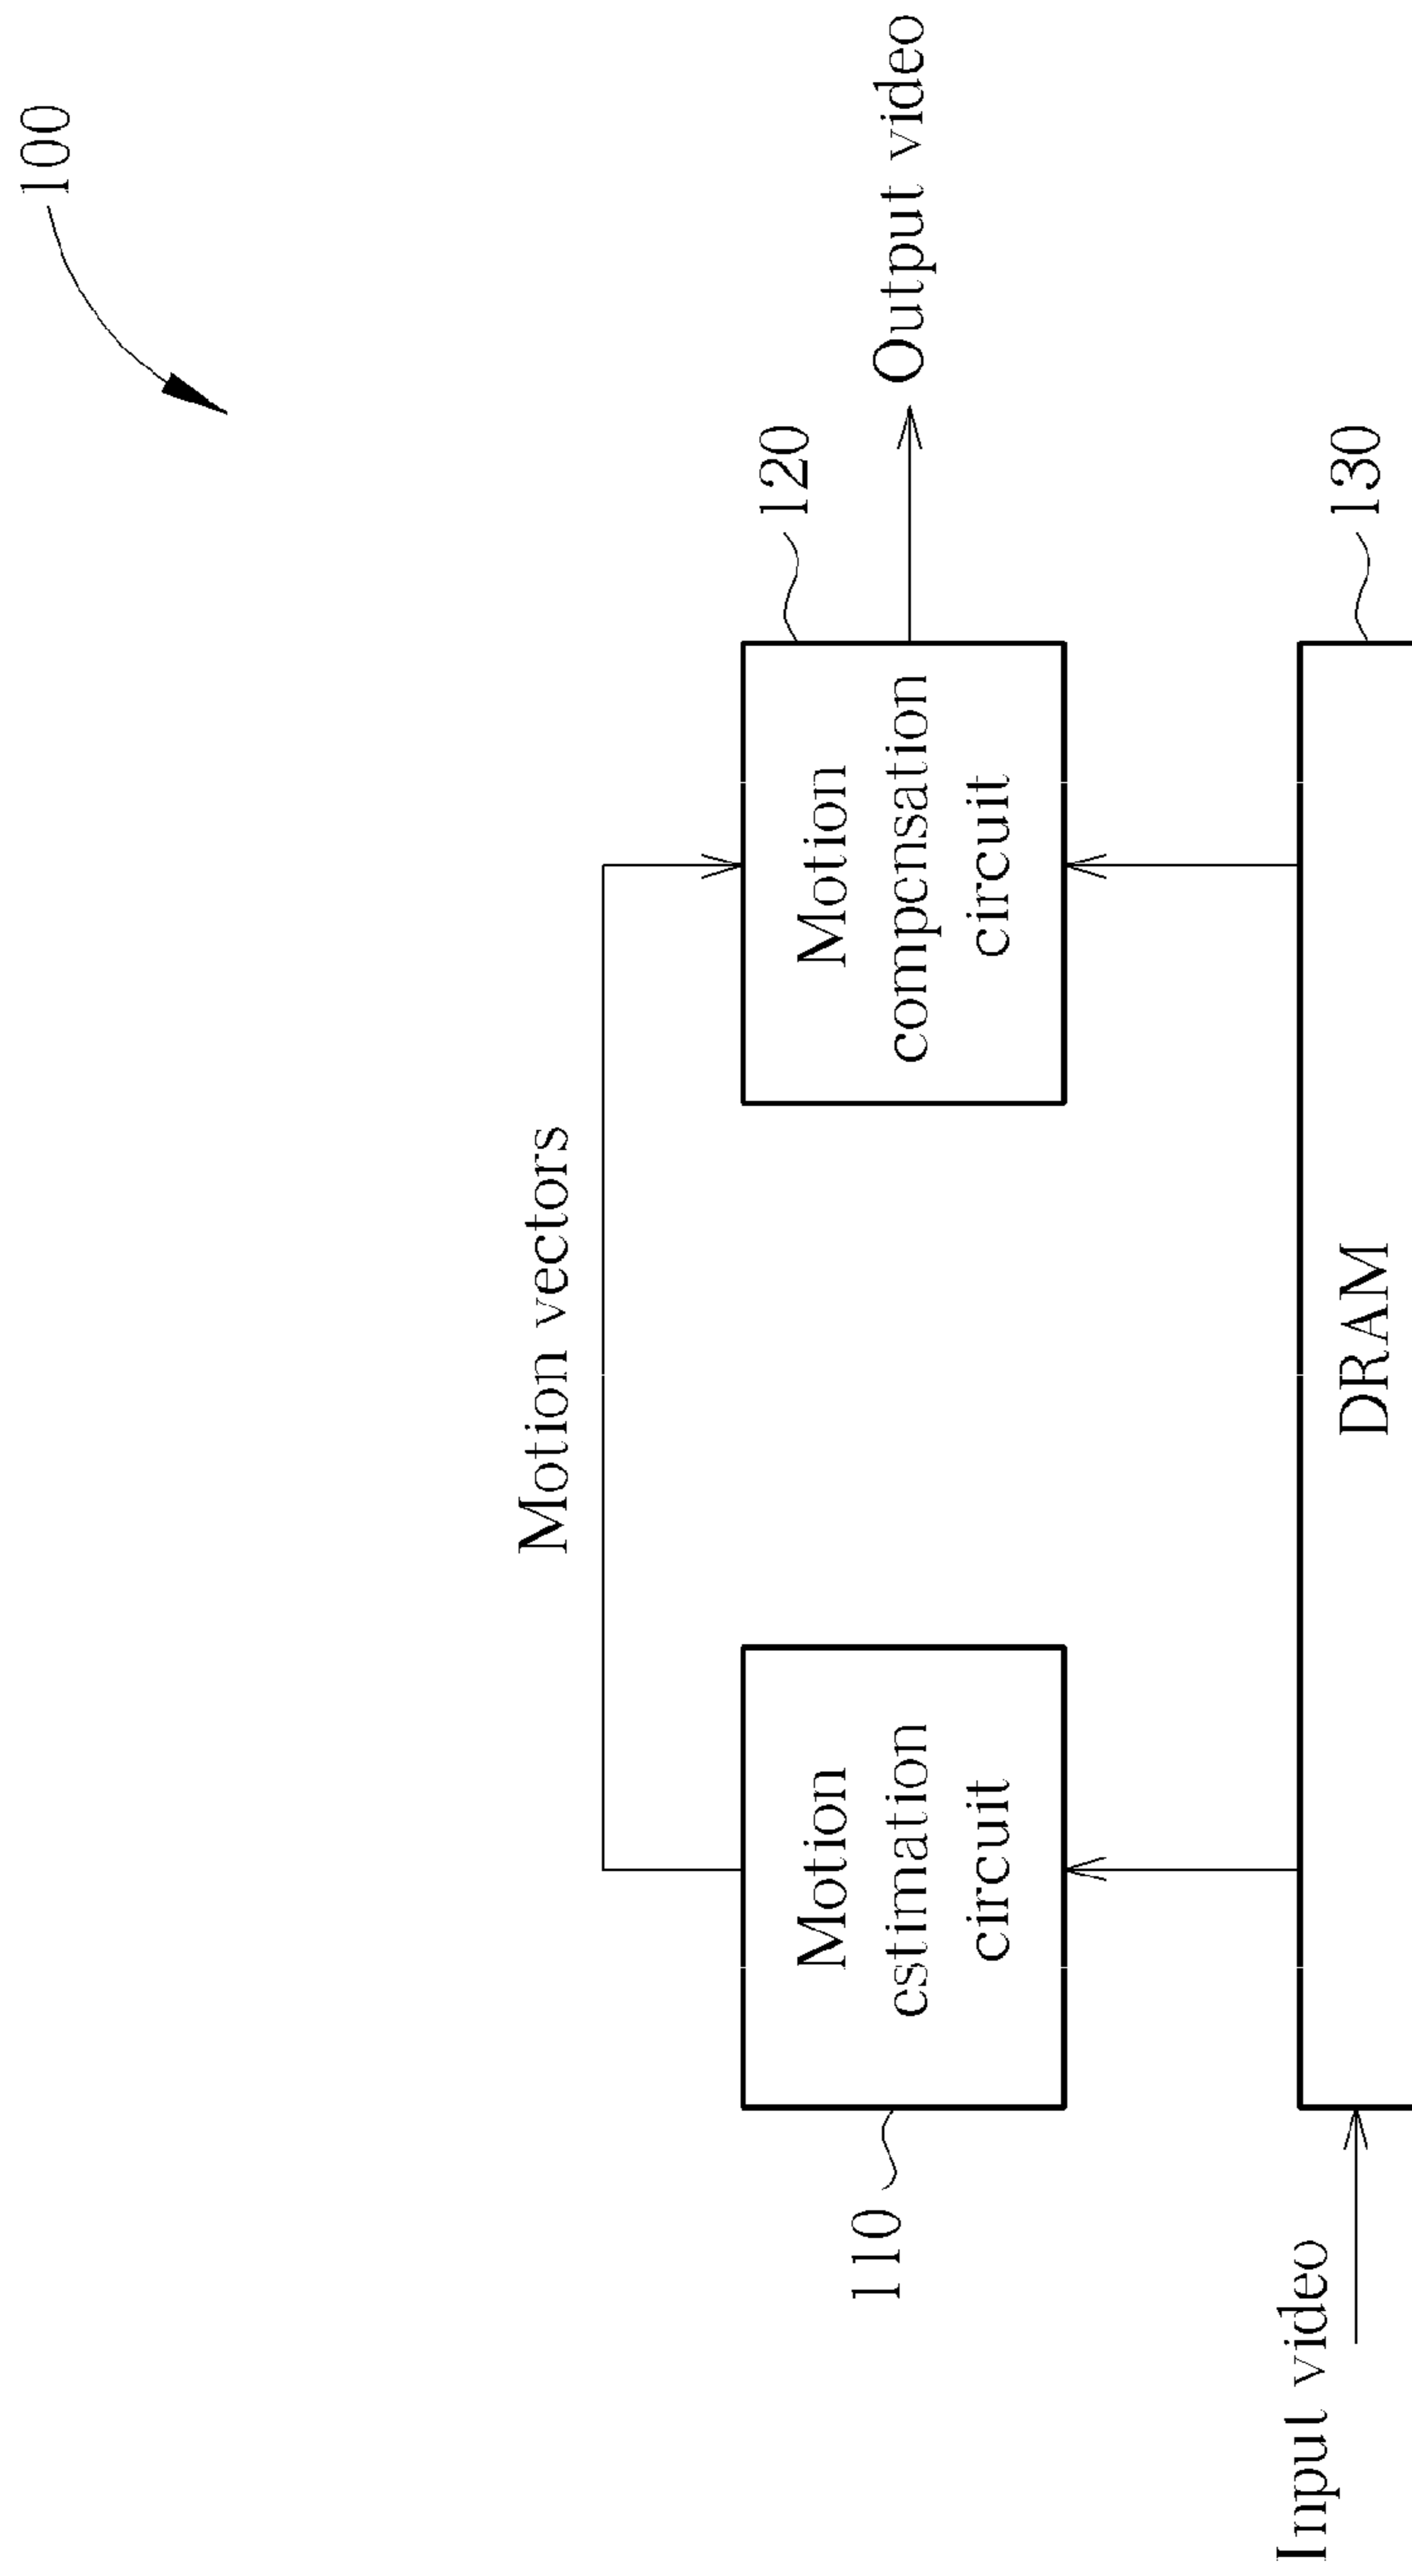 100
Motion vectors
110
Motion
estimation
circuit
120
Motion
compensation
circuit
Output video
Input video
DRAM
130